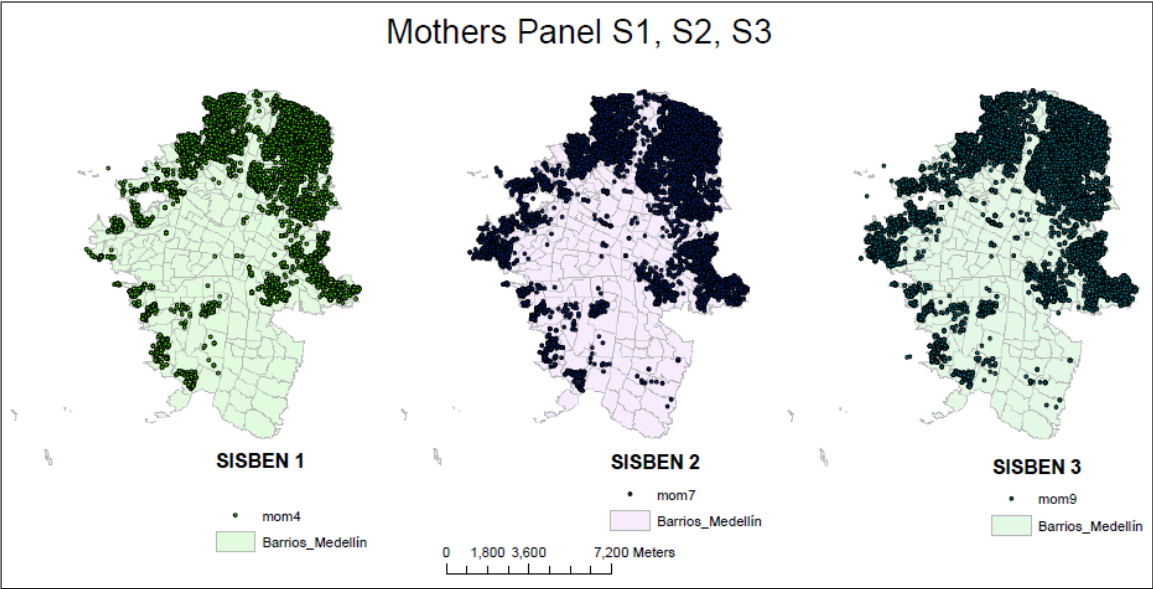 Mothers Panel S1, S2, S3
SISBEN 1
mom4
Barrios_Medellín
SISBEN 2
mom7
Barrios_Medellín
SISBEN 3
mom9
Barrios_Medellín
0 1,800 3,600 7,200 Meters